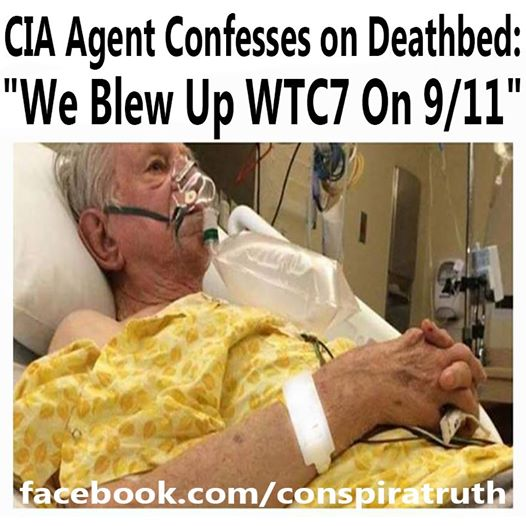 CIA Agent Confesses on Deathbed:
"We Blew Up WTC7 On 9/11"
facebook.com/conspiratruth